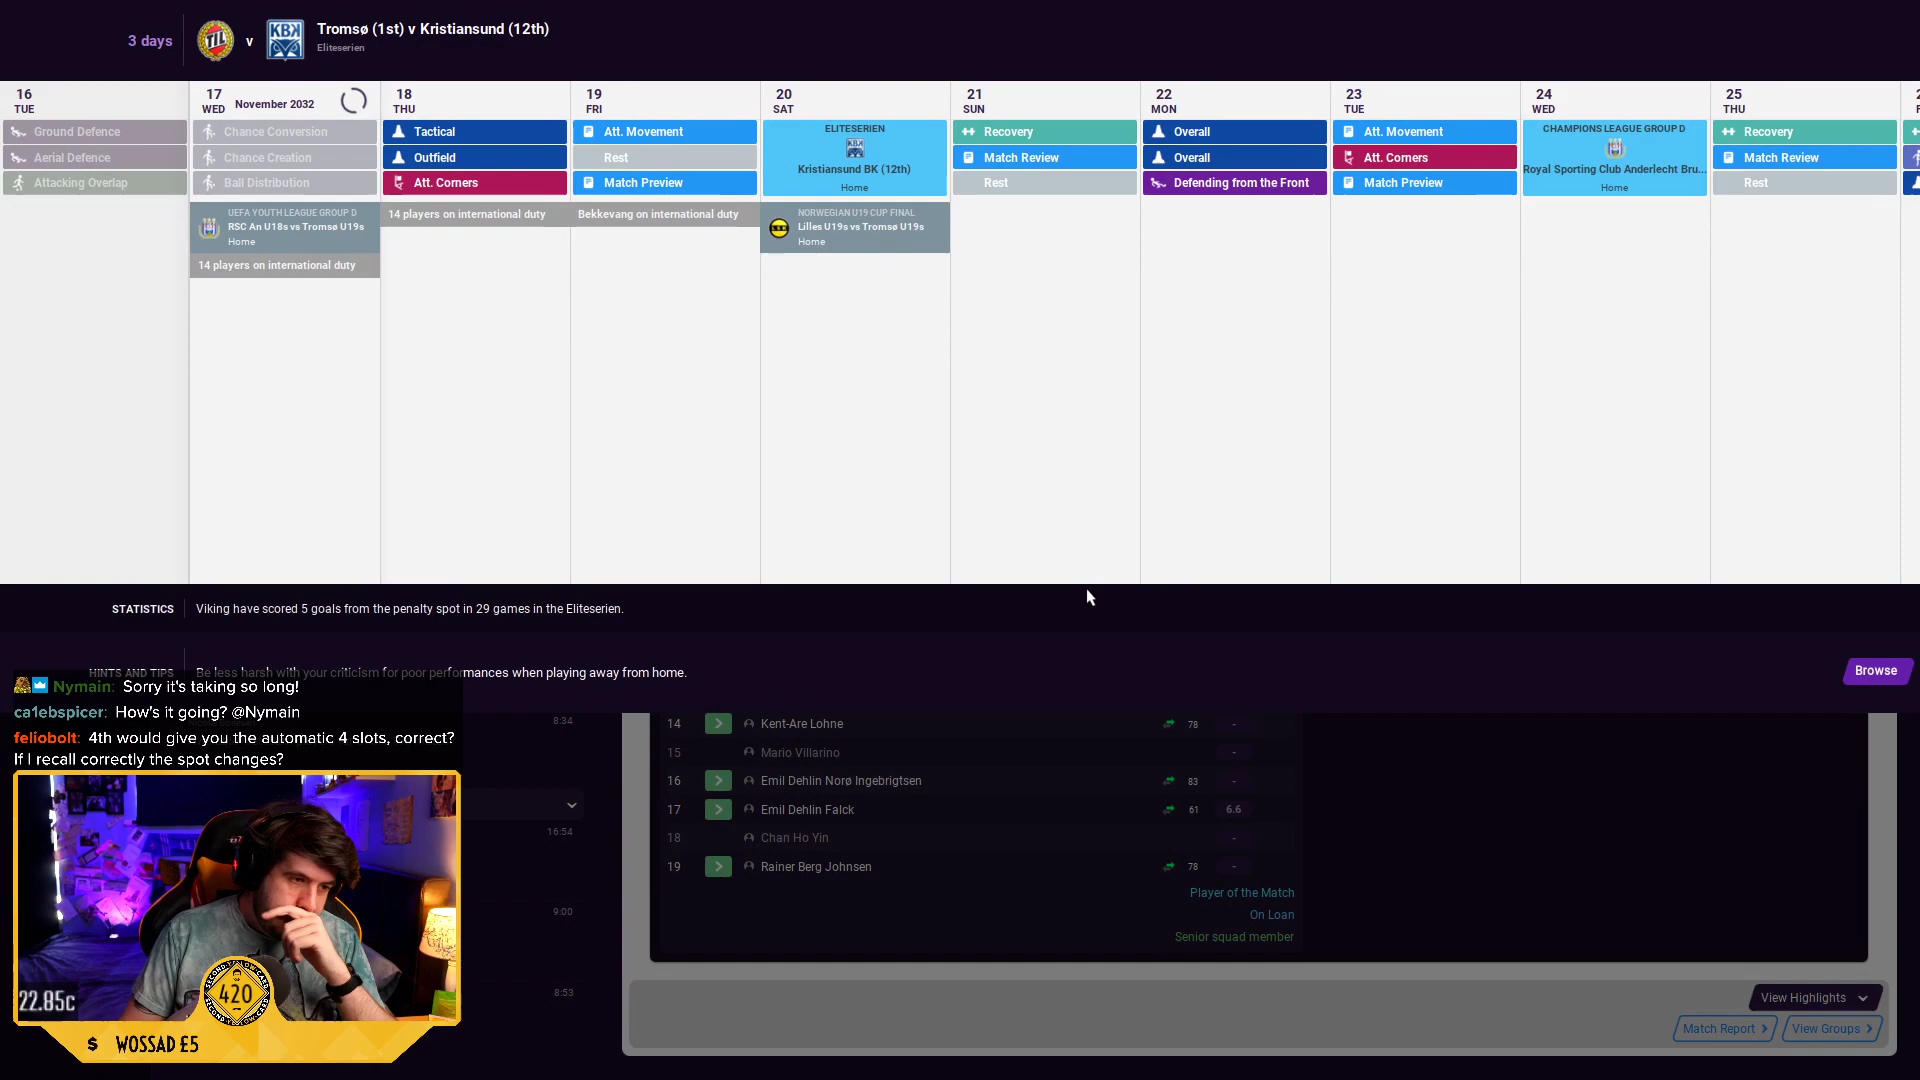 3 days
v
Tromsø (1st) v Kristiansund (12th)
Eliteserien
16
TUE
17
WED November 2032
18
THU
19
FRI
20
SAT
21
SUN
22
MON
23
TUE
24
WED
25
THU
Ground Defence
Aerial Defence
Attacking Overlap
Chance Conversion
Chance Creation
Ball Distribution
UEFA YOUTH LEAGUE GROUP D
RSC An U18s vs Tromsø U19s
Home
14 players on international duty
Tactical
Outfield
Att. Corners
14 players on international duty
Att. Movement
Rest
Match Preview
Bekkevang on international duty
ELITESERIEN
Kristiansund BK (12th)
Home
NORWEGIAN U19 CUP FINAL
Lilles U19s vs Tromsø U19s
Home
Recovery
Match Review
Rest
Overall
Overall
Defending from the Front
Att. Movement
Att. Corners
Match Preview
CHAMPIONS LEAGUE GROUP D
Royal Sporting Club Anderlecht Bru...
Home
Recovery
Match Review
Rest
STATISTICS
Viking have scored 5 goals from the penalty spot in 29 games in the Eliteserien.
HINTS AND TIPS
Be less harsh with your criticism for poor performances when playing away from home.
Browse
Nymain: Sorry it's taking so long!
ca1ebspicer: How's it going? @Nymain
feliobolt: 4th would give you the automatic 4 slots, correct?
If I recall correctly the spot changes?
8:34
16:54
9:00
8:53
14 Kent-Are Lohne 78 -
15 Mario Villarino -
16 Emil Dehlin Norø Ingebrigtsen 83 -
17 Emil Dehlin Falck 61 6.6
18 Chan Ho Yin -
19 Rainer Berg Johnsen 78 -
Player of the Match
On Loan
Senior squad member
View Highlights
Match Report
View Groups
22.85c
SECOND YELLOW CARD
420
SECOND YELLOW CARD
$ WOSSAD £5